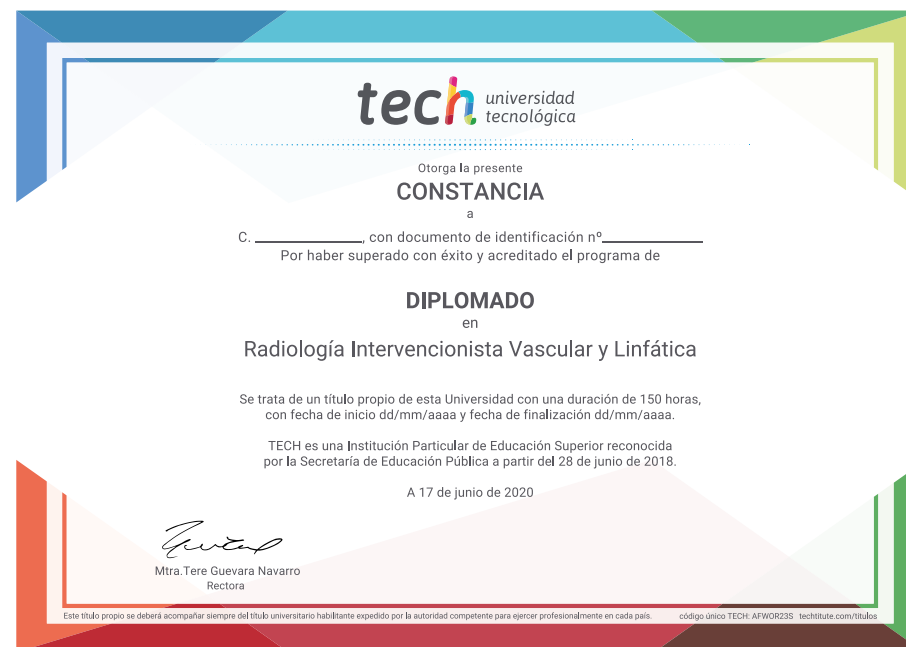 tech universidad
tecnológica
Otorga la presente
CONSTANCIA
a
C. ____________, con documento de identificación nº____________
Por haber superado con éxito y acreditado el programa de
DIPLOMADO
en
Radiología Intervencionista Vascular y Linfática
Se trata de un título propio de esta Universidad con una duración de 150 horas,
con fecha de inicio dd/mm/aaaa y fecha de finalización dd/mm/aaaa.
TECH es una Institución Particular de Educación Superior reconocida
por la Secretaría de Educación Pública a partir del 28 de junio de 2018.
A 17 de junio de 2020
Mtra.Tere Guevara Navarro
Rectora
Este título propio se deberá acompañar siempre del título universitario habilitante expedido por la autoridad competente para ejercer profesionalmente en cada país. código único TECH: AFWOR23S techtitute.com/titulos